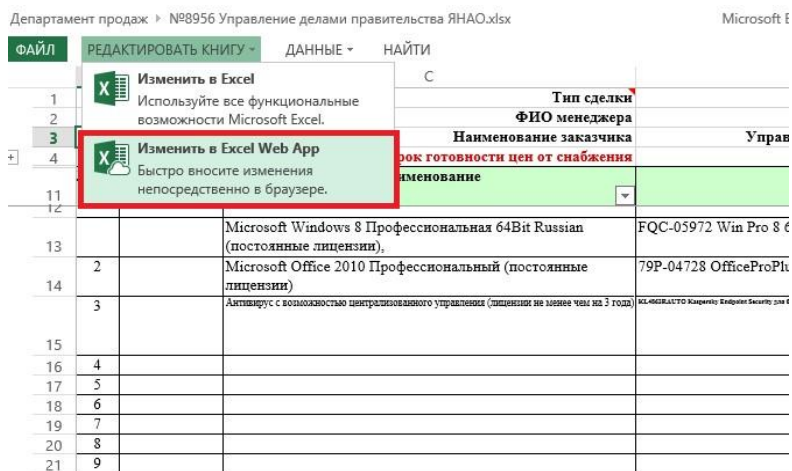 Департамент продаж ▸ №8956 Управление делами правительства ЯНАО.xlsx Microsoft E
ФАЙЛ РЕДАКТИРОВАТЬ КНИГУ ДАННЫЕ НАЙТИ
Изменить в Excel
Используйте все функциональные
возможности Microsoft Excel.
Изменить в Excel Web App
Быстро вносите изменения
непосредственно в браузере.
C
1 Тип сделки
2 ФИО менеджера
3 Наименование заказчика Управ
4 рок готовности цен от снабжения
11 именование
12
Microsoft Windows 8 Профессиональная 64Bit Russian FQC-05972 Win Pro 8 6
13 (постоянные лицензии),
2 Microsoft Office 2010 Профессиональный (постоянные 79P-04728 OfficeProPlu
14 лицензии)
3 Антивирус с возможностью централизованного управления (лицензии не менее чем на 3 года) Kaspersky Endpoint Security для
15
16 4
17 5
18 6
19 7
20 8
21 9